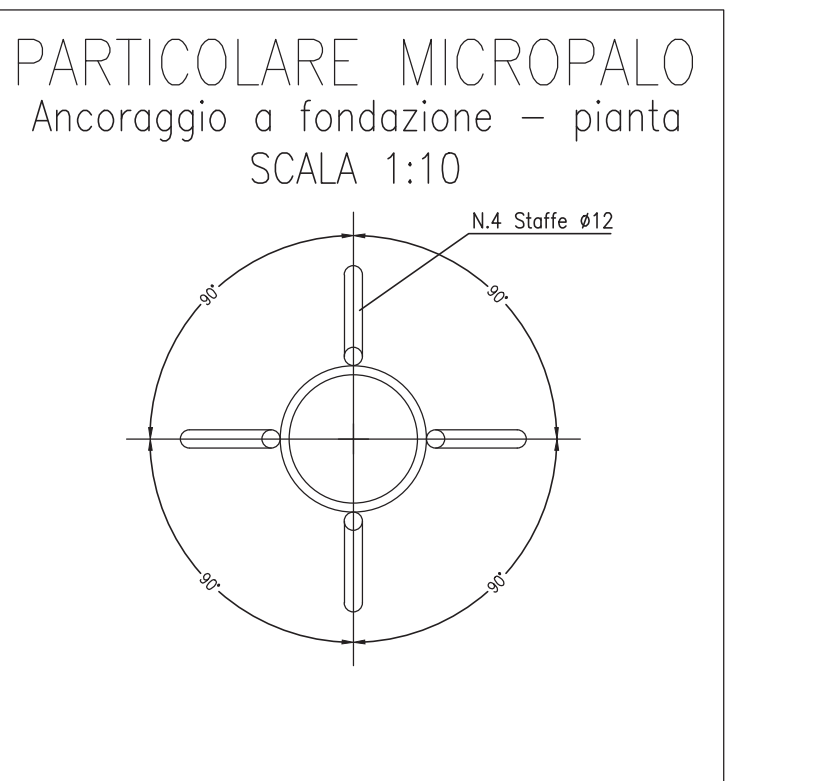 PARTICOLARE MICROPALO
Ancoraggio a fondazione – pianta
SCALA 1:10
N.4 Staffe ø12
90°
90°
90°
90°